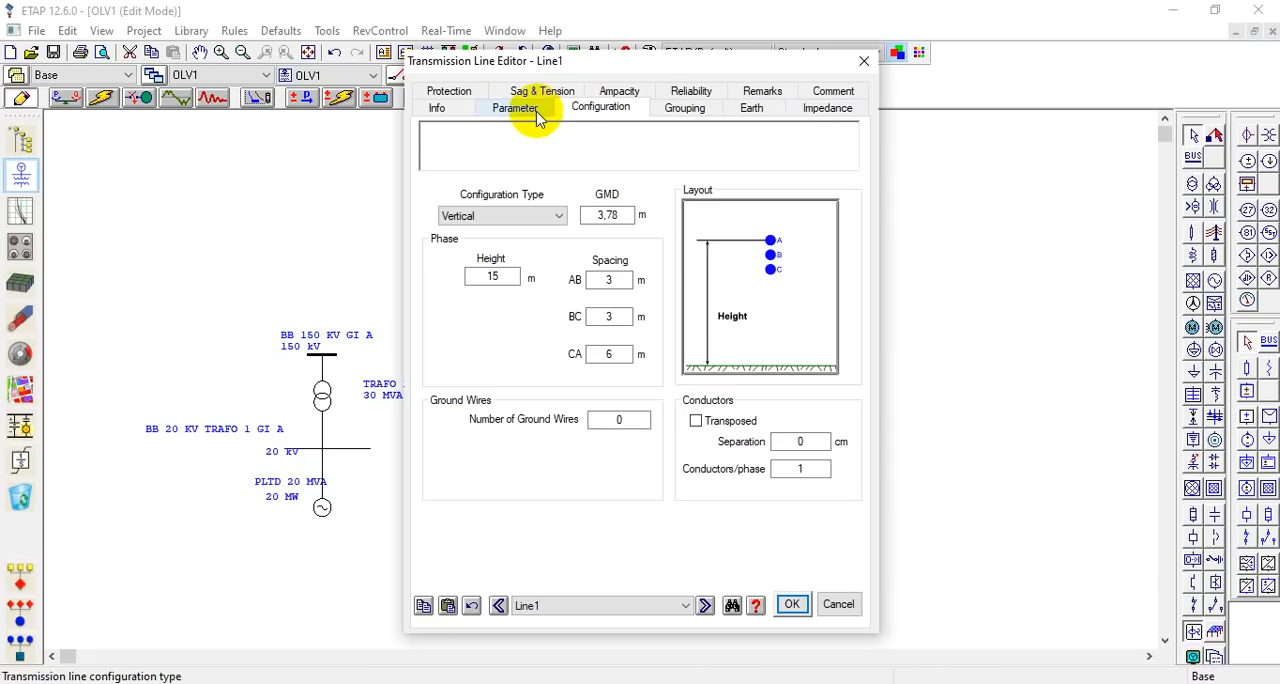 ETAP 12.6.0 - [OLV1 (Edit Mode)]
File Edit View Project Library Rules Defaults Tools RevControl Real-Time Window Help
Base OLV1 OLV1
Transmission Line Editor - Line1
Protection Sag & Tension Ampacity Reliability Remarks Comment
Info Parameter Configuration Grouping Earth Impedance
Configuration Type GMD
Vertical 3,78 m
Phase
Height Spacing
15 m
AB 3 m
BC 3 m
CA 6 m
Layout
A
B
C
Height
Ground Wires
Number of Ground Wires 0
Conductors
Transposed
Separation 0 cm
Conductors/phase 1
Line1 OK Cancel
BB 150 KV GI A
150 kV
TRAFO
30 MVA
BB 20 KV TRAFO 1 GI A
20 kV
PLTD 20 MVA
20 MW
BUS
BUS
Transmission line configuration type
Base